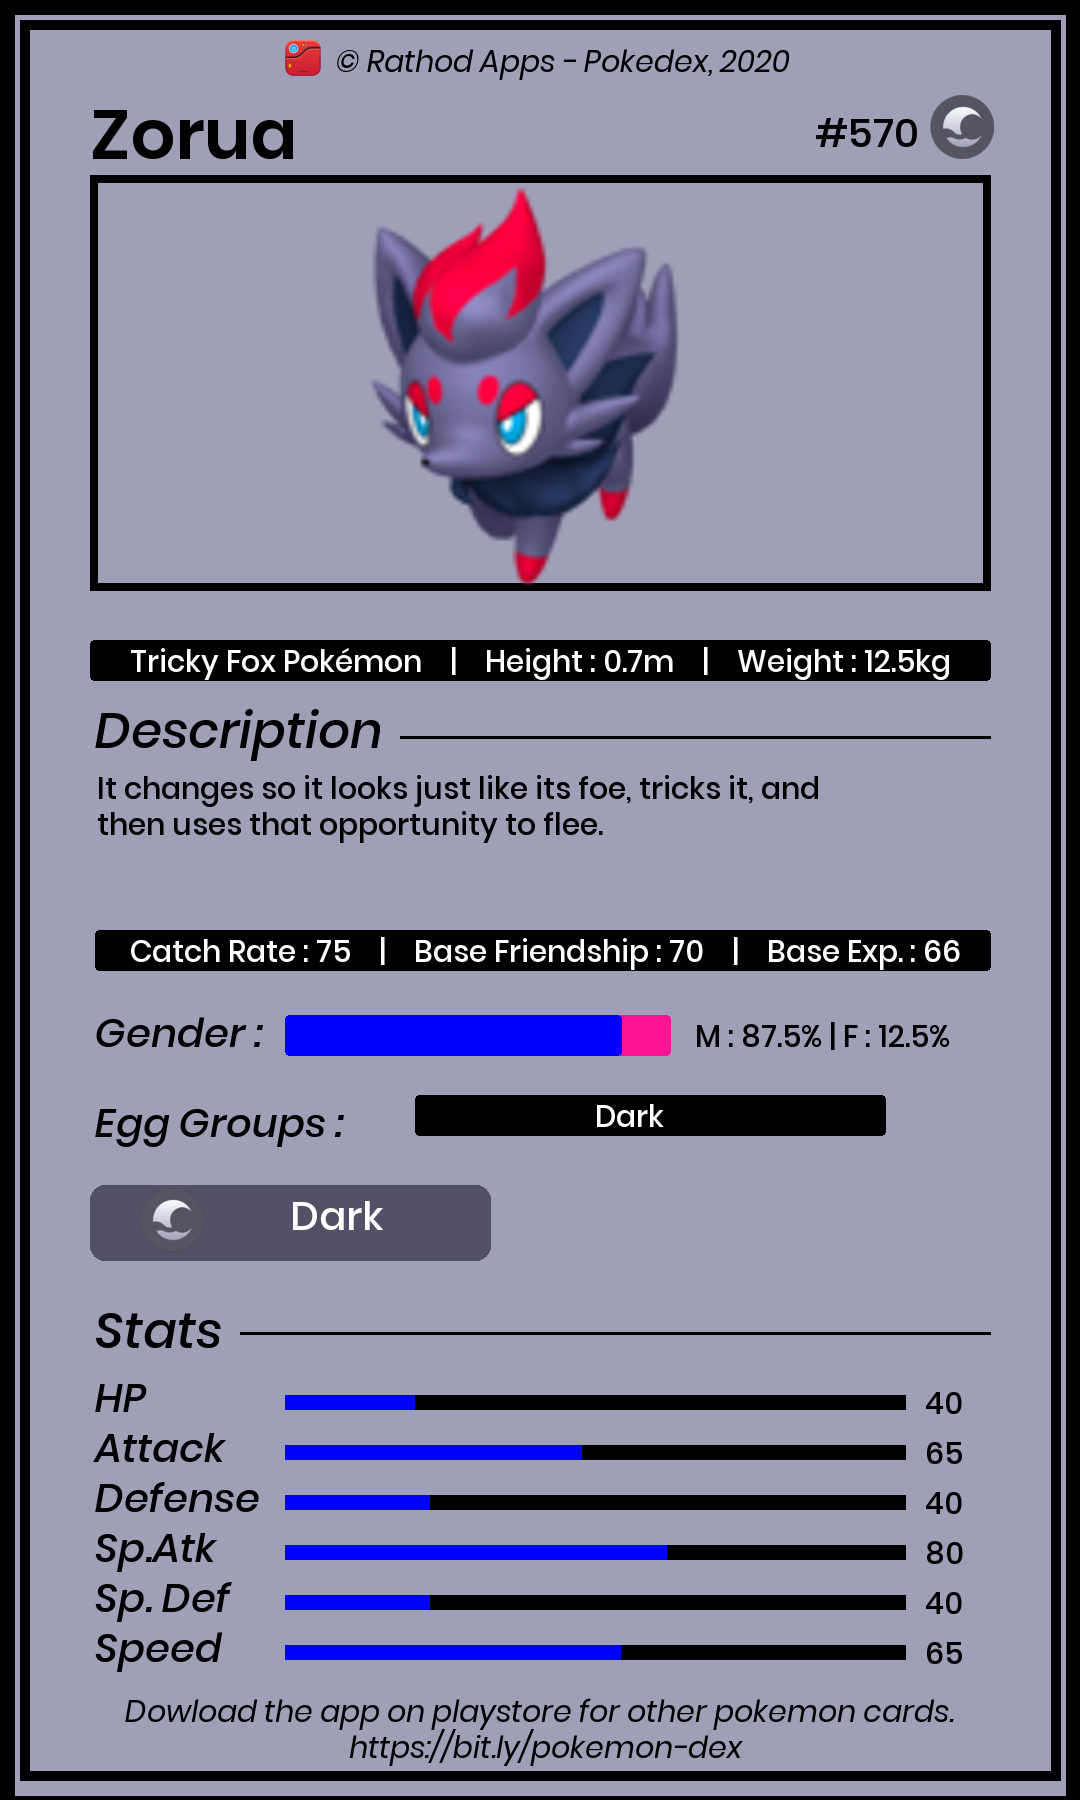 © Rathod Apps - Pokedex, 2020
Zorua #570
Tricky Fox Pokémon | Height : 0.7m | Weight : 12.5kg
Description
It changes so it looks just like its foe, tricks it, and
then uses that opportunity to flee.
Catch Rate : 75 | Base Friendship : 70 | Base Exp. : 66
Gender : M : 87.5% | F : 12.5%
Egg Groups : Dark
Dark
Stats
HP 40
Attack 65
Defense 40
Sp.Atk 80
Sp. Def 40
Speed 65
Dowload the app on playstore for other pokemon cards.
https://bit.ly/pokemon-dex